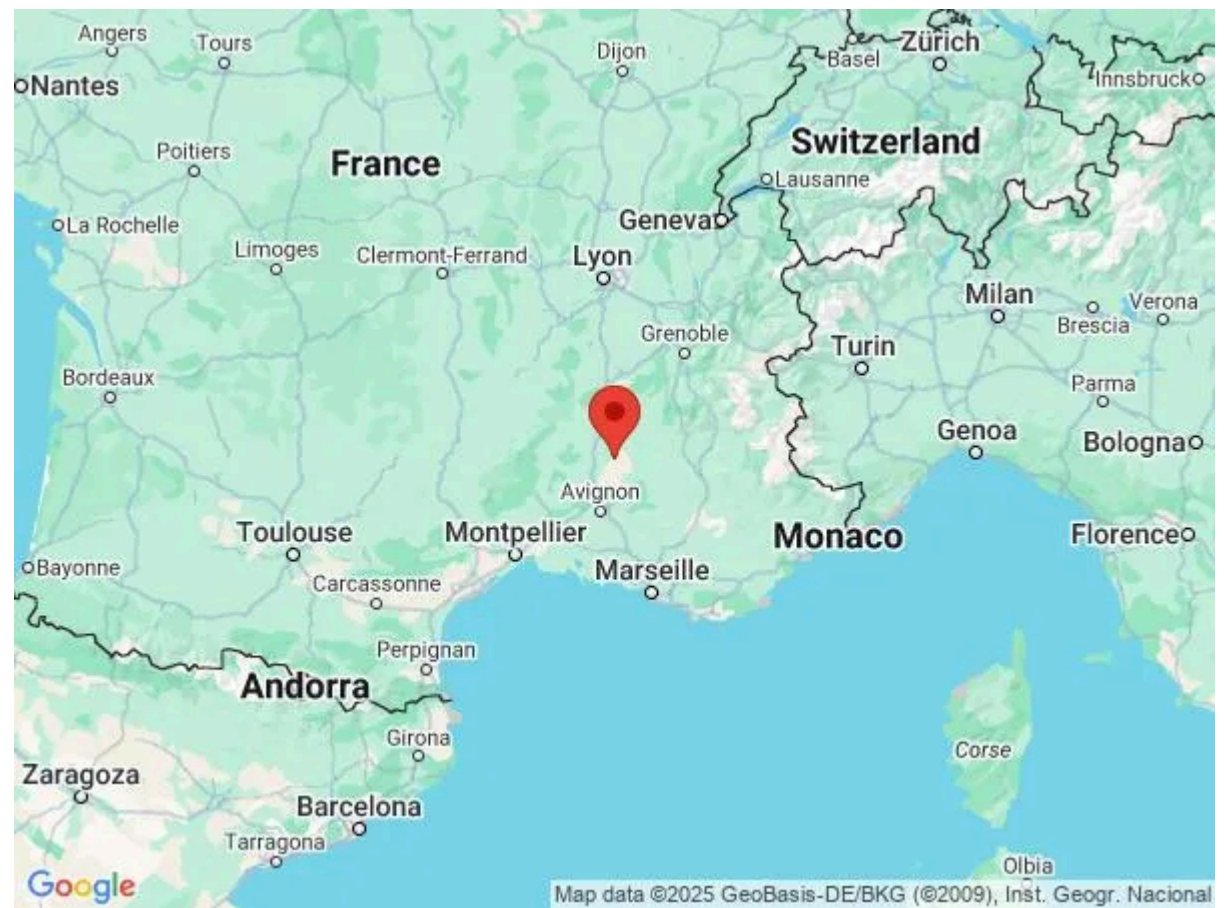 Angers
Tours
Dijon
Basel
Zürich
Innsbruck
Nantes
Poitiers
France
Switzerland
Lausanne
Geneva
La Rochelle
Limoges
Clermont-Ferrand
Lyon
Milan
Verona
Brescia
Grenoble
Turin
Bordeaux
Parma
Genoa
Bologna
Avignon
Toulouse
Montpellier
Monaco
Florence
Bayonne
Carcassonne
Marseille
Perpignan
Andorra
Girona
Corse
Zaragoza
Barcelona
Tarragona
Olbia
Google
Map data ©2025 GeoBasis-DE/BKG (©2009), Inst. Geogr. Nacional